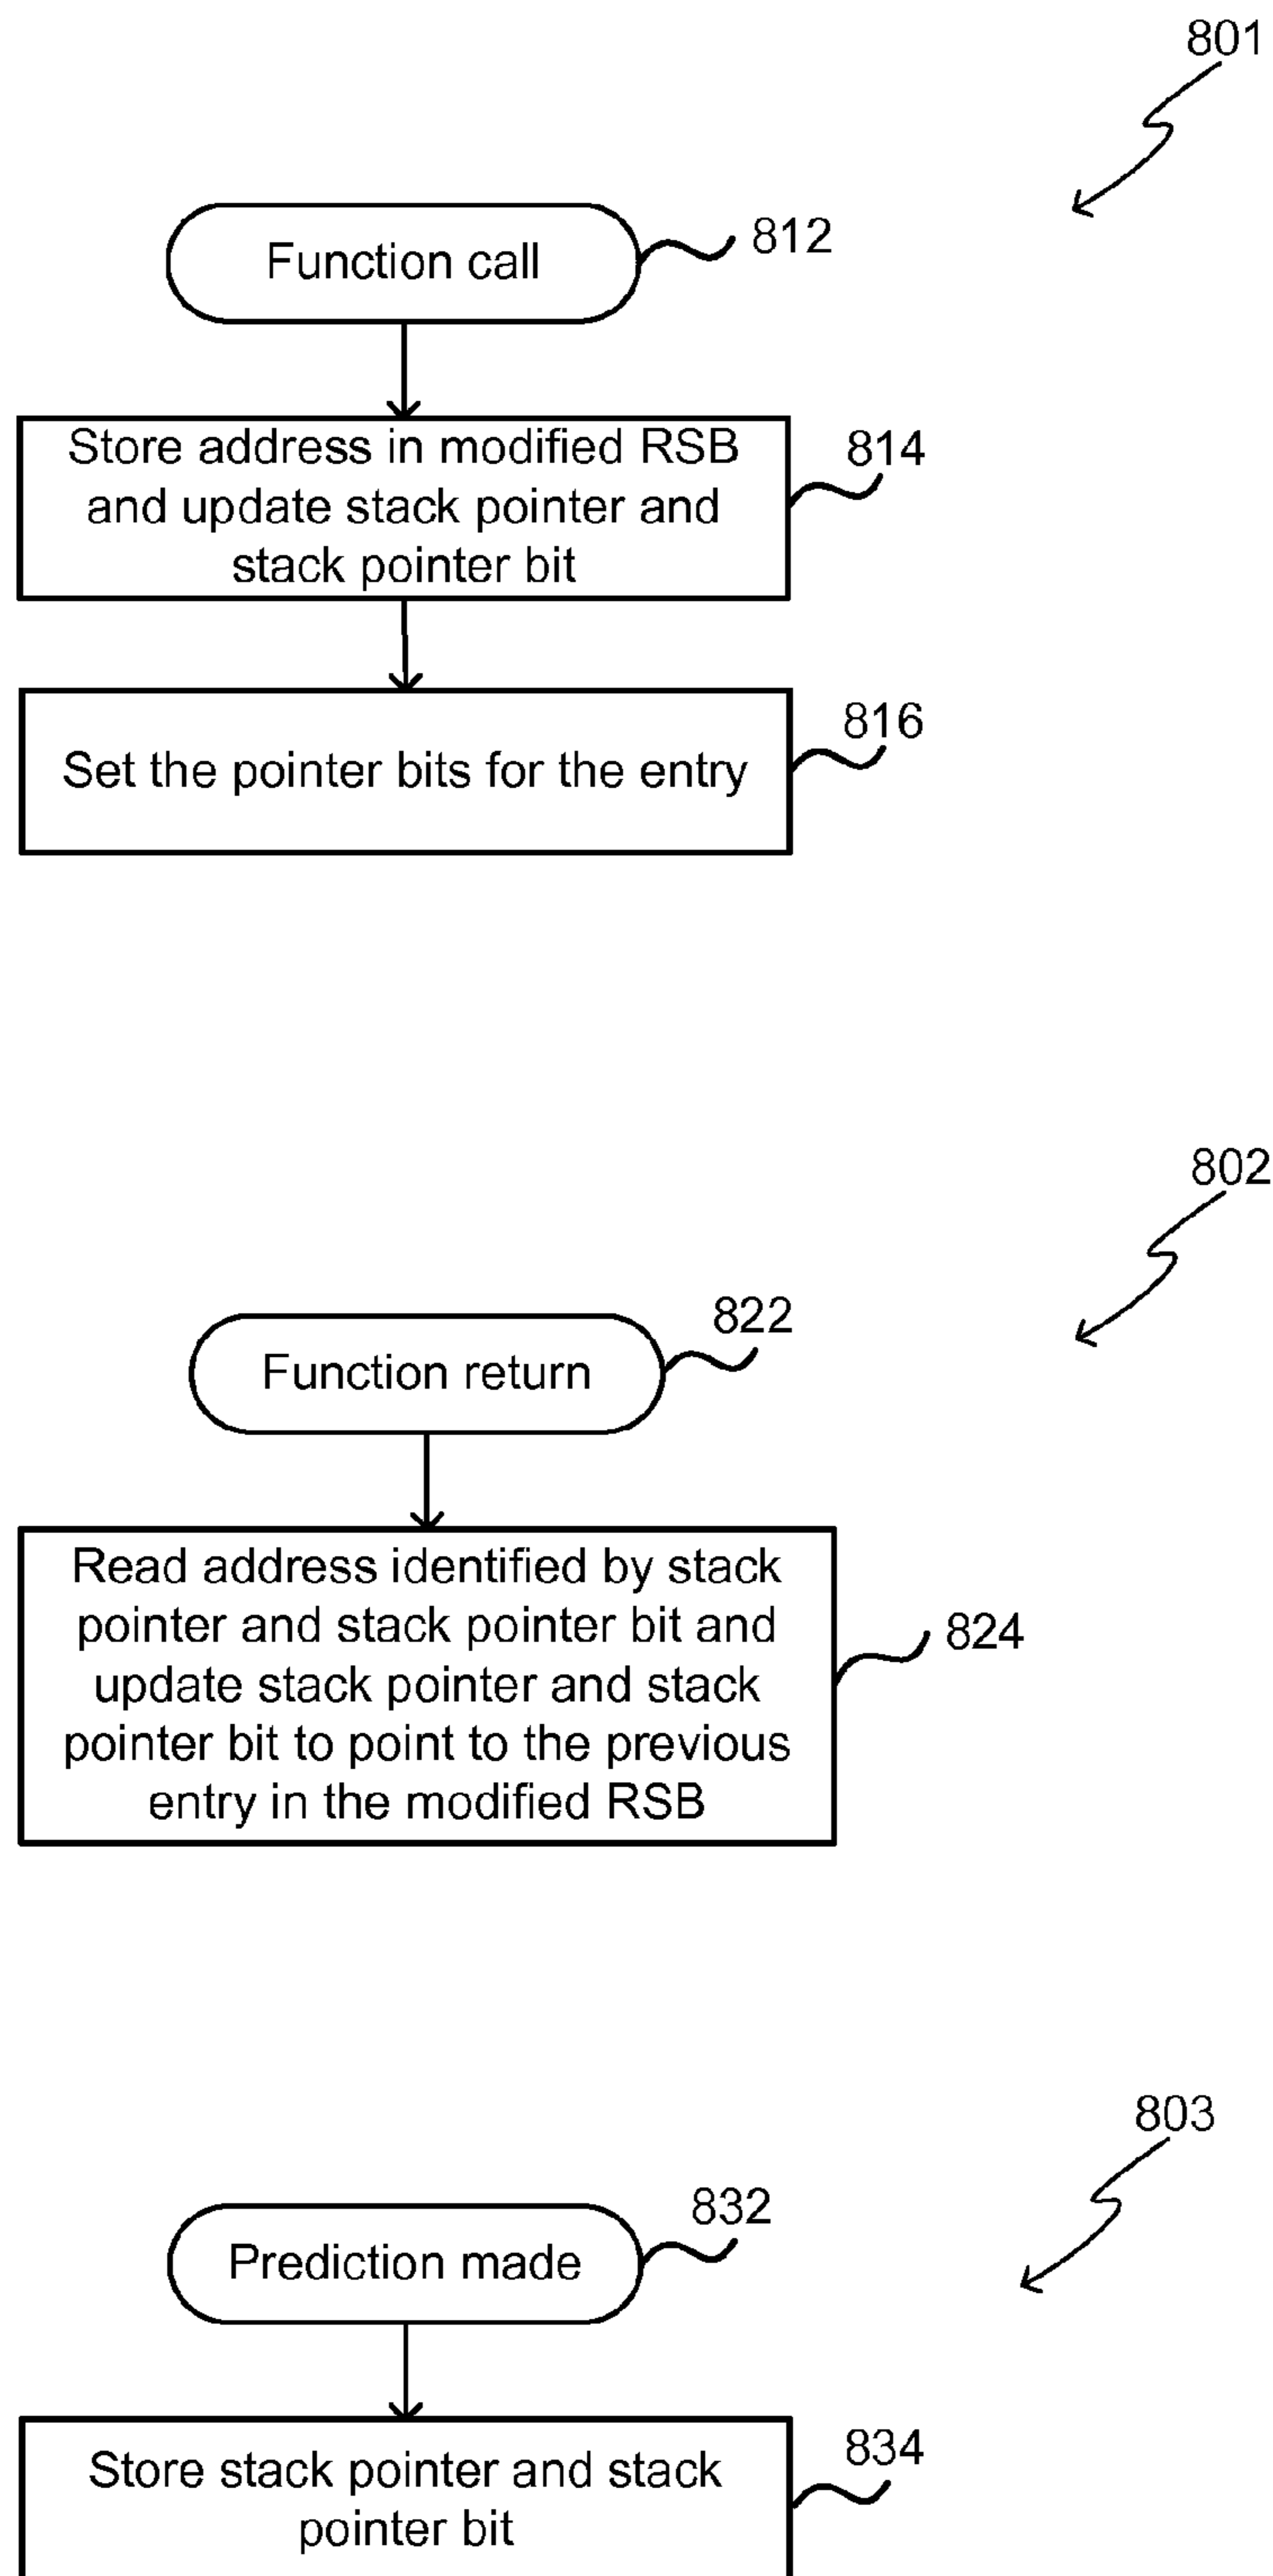 801
Function call
812
Store address in modified RSB
and update stack pointer and
stack pointer bit
814
Set the pointer bits for the entry
816
802
Function return
822
Read address identified by stack
pointer and stack pointer bit and
update stack pointer and stack
pointer bit to point to the previous
entry in the modified RSB
824
803
Prediction made
832
Store stack pointer and stack
pointer bit
834